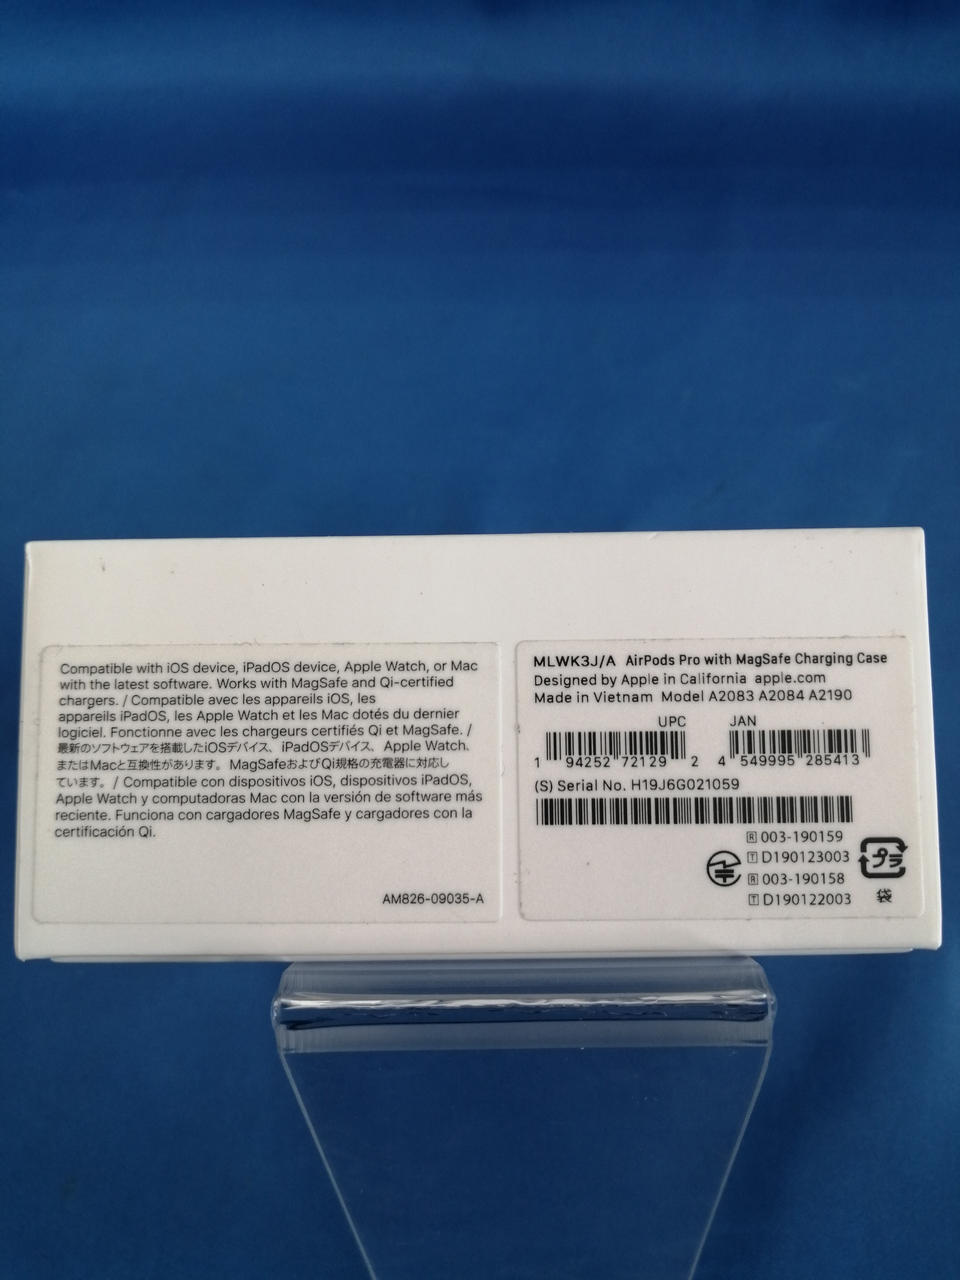 Compatible with iOS device, iPadOS device, Apple Watch, or Mac
with the latest software. Works with MagSafe and Qi-certified
chargers. / Compatible avec les appareils iOS, les
appareils iPadOS, les Apple Watch et les Mac dotés du dernier
logiciel. Fonctionne avec les chargeurs certifiés Qi et MagSafe. /
最新のソフトウェアを搭載したiOSデバイス、iPadOSデバイス、Apple Watch、
またはMacと互換性があります。MagSafeおよびQi規格の充電器に対応し
ています。/ Compatible con dispositivos iOS, dispositivos iPadOS,
Apple Watch y computadoras Mac con la versión de software más
reciente. Funciona con cargadores MagSafe y cargadores con la
certificación Qi.
AM826-09035-A
MLWK3J/A AirPods Pro with MagSafe Charging Case
Designed by Apple in California apple.com
Made in Vietnam Model A2083 A2084 A2190
UPC JAN
1 94252 72129 2 4 549995 285413
(S) Serial No. H19J6G021059
R 003-190159
T D190123003
R 003-190158
T D190122003
プラ
袋